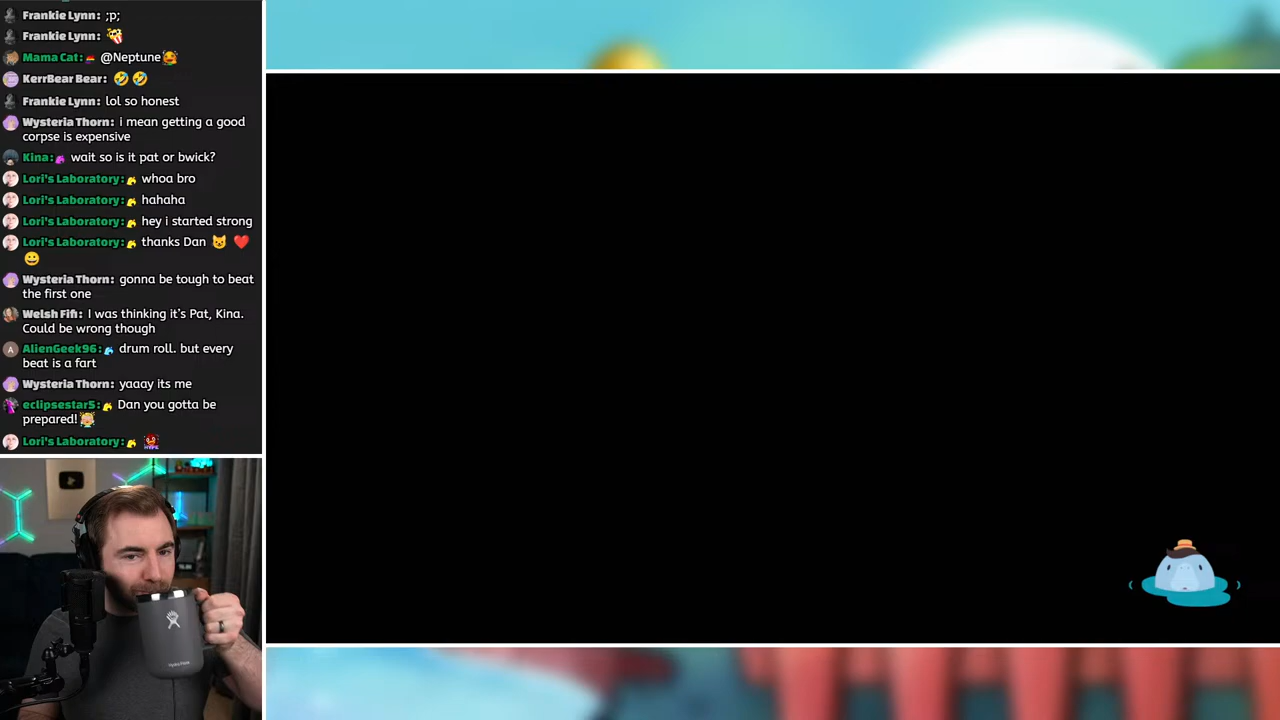 Frankie Lynn: ;p;
Frankie Lynn:
Mama Cat: @Neptune
KerrBear Bear:
Frankie Lynn: lol so honest
Wysteria Thorn: i mean getting a good
corpse is expensive
Kina: wait so is it pat or bwick?
Lori's Laboratory: whoa bro
Lori's Laboratory: hahaha
Lori's Laboratory: hey i started strong
Lori's Laboratory: thanks Dan
Wysteria Thorn: gonna be tough to beat
the first one
Welsh Fifi: I was thinking it's Pat, Kina.
Could be wrong though
A AlienGeek96: drum roll. but every
beat is a fart
Wysteria Thorn: yaaay its me
eclipsestar5: Dan you gotta be
prepared!
Lori's Laboratory: